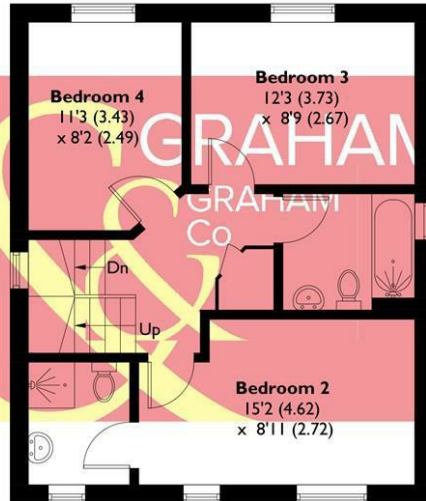 Bedroom 4
11'3 (3.43)
x 8'2 (2.49)
Bedroom 3
12'3 (3.73)
x 8'9 (2.67)
GRAHAM
&
GRAHAM
Co
&
Dn
Up
Bedroom 2
15'2 (4.62)
x 8'11 (2.72)